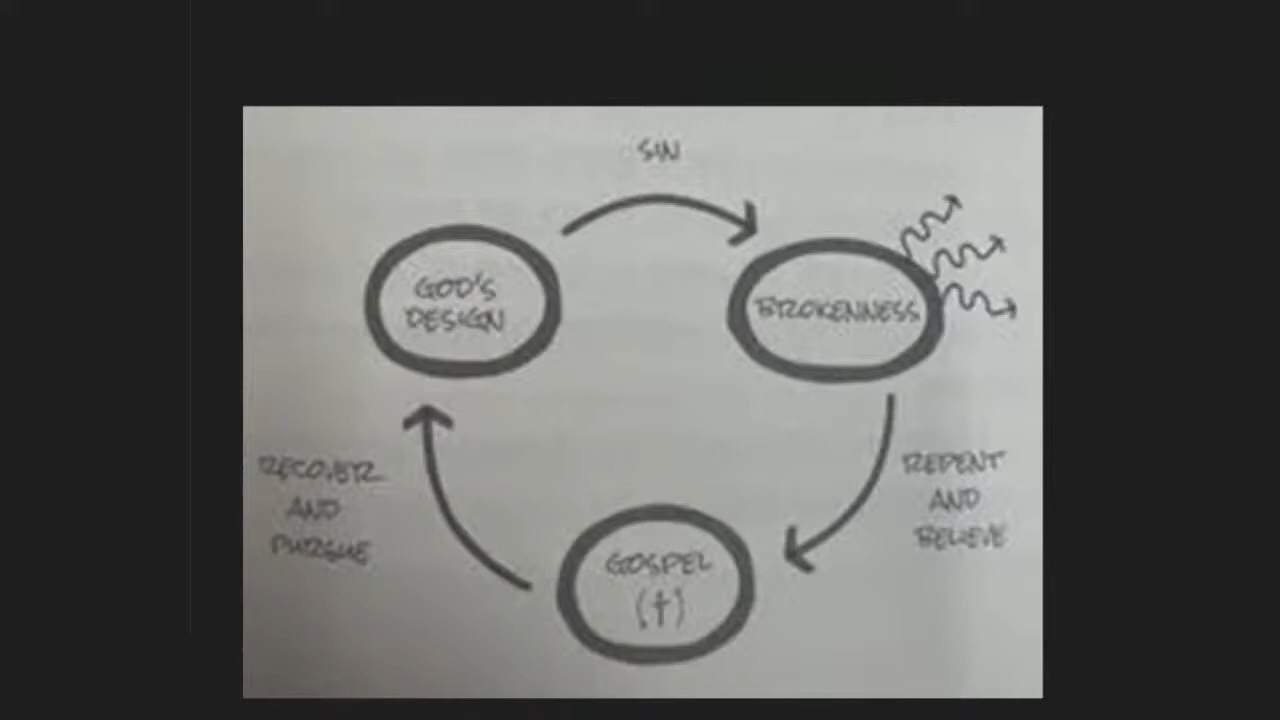 SIN
GOD'S
DESIGN
BROKENNESS
RECOVER
AND
PURSUE
REPENT
AND
BELIEVE
GOSPEL
(†)